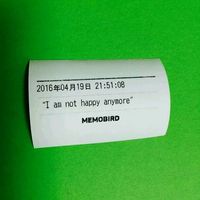 2016年04月19日 21:51:08
"I am not happy anymore"
MEMOBIRD